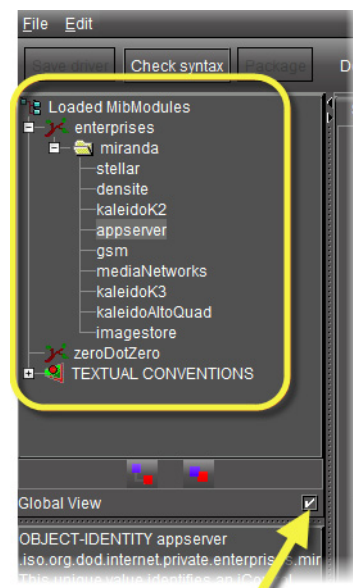 File Edit
Save driver Check syntax Package D
Loaded MibModules
enterprises
miranda
stellar
densite
kaleidoK2
appserver
gsm
mediaNetworks
kaleidoK3
kaleidoAltoQuad
imagestore
zeroDotZero
TEXTUAL CONVENTIONS
Global View
OBJECT-IDENTITY appserver
.iso.org.dod.internet.private.enterprises.mir
This unique value identifies an iCo